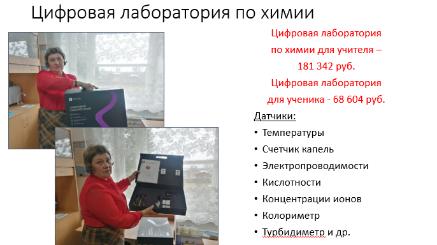 Цифровая лаборатория по химии
Цифровая лаборатория
по химии для учителя –
181 342 руб.
Цифровая лаборатория
для ученика - 68 604 руб.
Датчики:
• Температуры
• Счетчик капель
• Электропроводимости
• Кислотности
• Концентрации ионов
• Колориметр
• Турбидиметр и др.